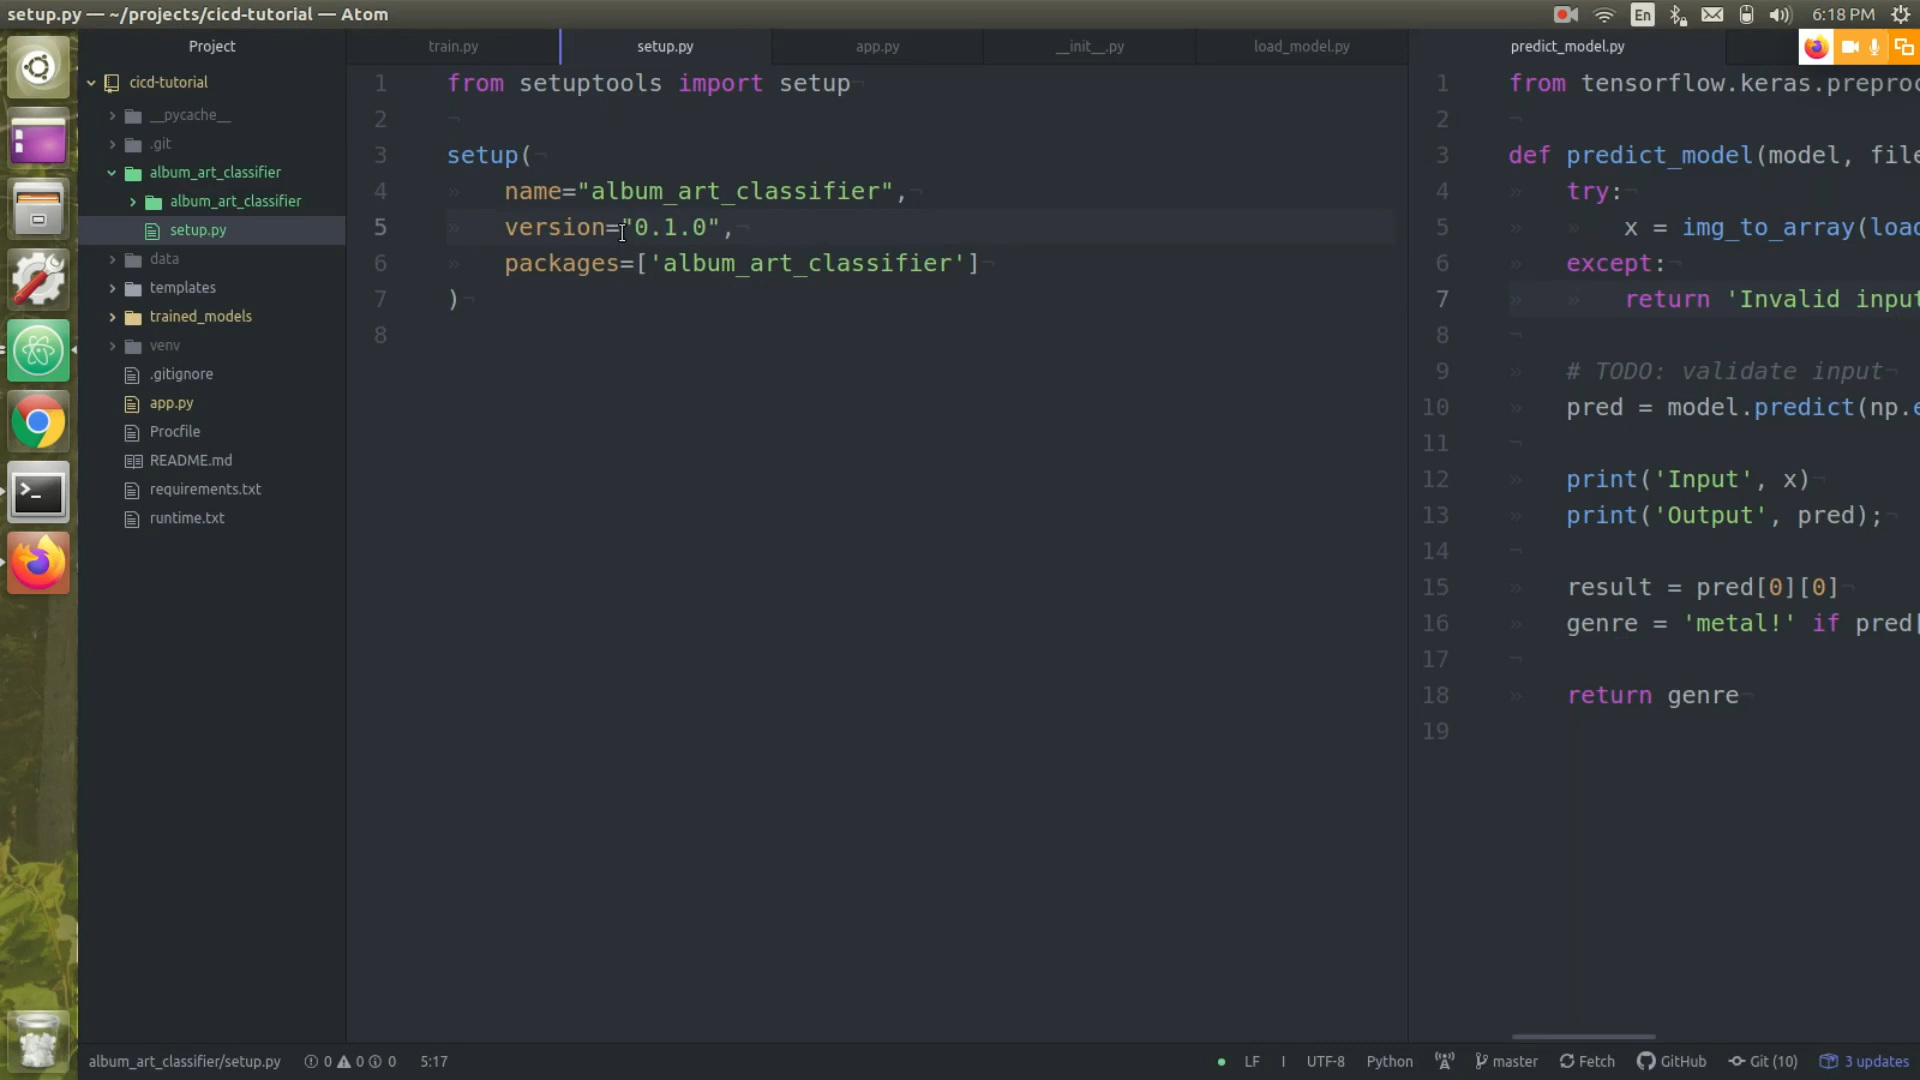 setup.py — ~/projects/cicd-tutorial — Atom
En
6:18 PM
Project
cicd-tutorial
__pycache__
.git
album_art_classifier
album_art_classifier
setup.py
data
templates
trained_models
venv
.gitignore
app.py
Procfile
README.md
requirements.txt
runtime.txt
train.py
setup.py
app.py
__init__.py
load_model.py
1 from setuptools import setup
2
3 setup(
4 name="album_art_classifier",
5 version="0.1.0",
6 packages=['album_art_classifier']
7 )
8
predict_model.py
1 from tensorflow.keras.preproc
2
3 def predict_model(model, file
4 try:
5 x = img_to_array(load
6 except:
7 return 'Invalid input
8
9 # TODO: validate input
10 pred = model.predict(np.e
11
12 print('Input', x)
13 print('Output', pred);
14
15 result = pred[0][0]
16 genre = 'metal!' if pred[
17
18 return genre
19
album_art_classifier/setup.py 0 0 0 5:17
LF I UTF-8 Python master Fetch GitHub Git (10) 3 updates